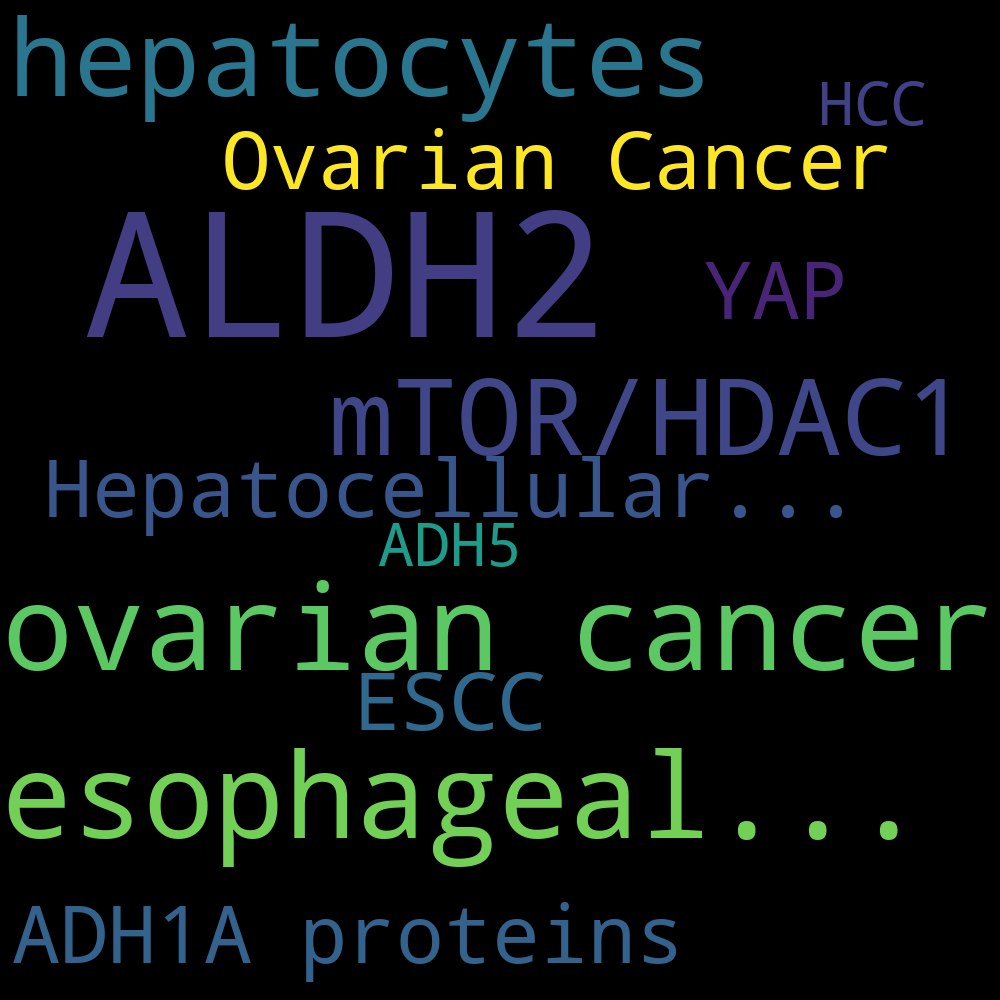 hepatocytes
HCC
Ovarian Cancer
ALDH2
YAP
mTOR/HDAC1
Hepatocellular...
ADH5
ovarian cancer
ESCC
esophageal...
ADH1A proteins